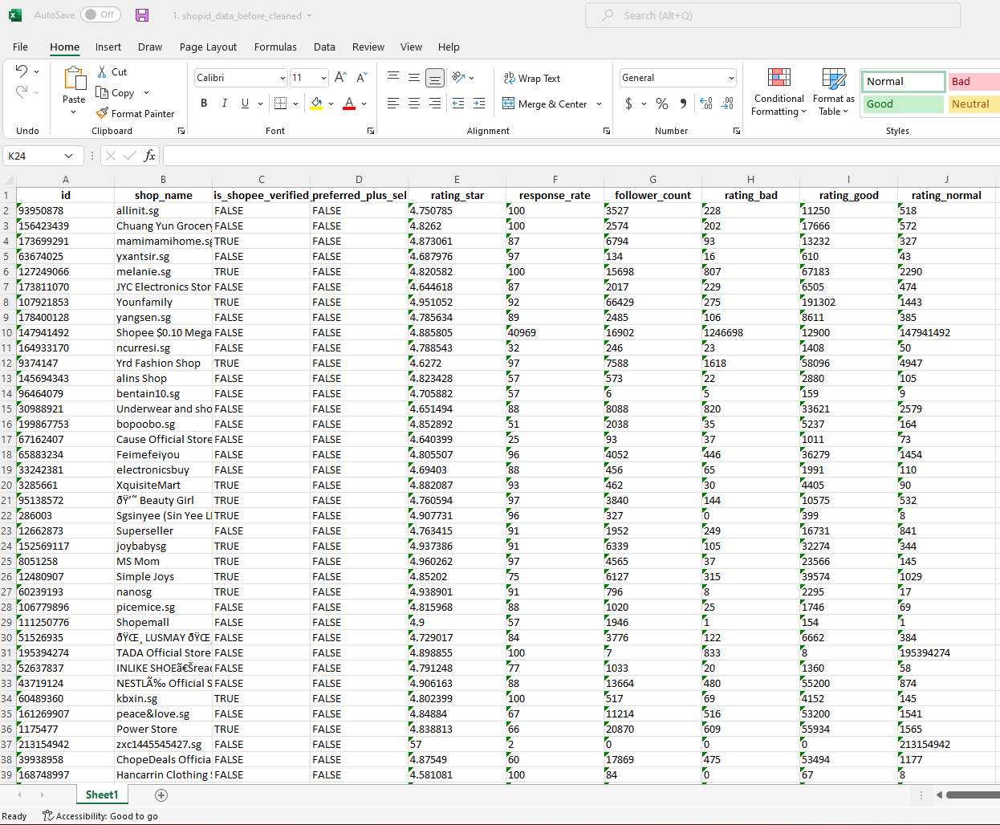 AutoSave Off 1. shopid_data_before_cleaned Search (Alt+Q)
File Home Insert Draw Page Layout Formulas Data Review View Help
Cut
Copy
Format Painter
Paste
Undo Clipboard
Calibri 11
B I U
Font
Wrap Text
Merge & Center
Alignment
General
$ % 9
Number
Conditional Formatting
Format as Table
Normal Bad
Good Neutral
Styles
K24 fx
A B C D E F G H I J
1 id shop_name is_shopee_verified _preferred_plus_sel rating_star response_rate follower_count rating_bad rating_good rating_normal
2 93950878 allinit.sg FALSE FALSE 4.750785 100 3527 228 11250 518
3 156423439 Chuang Yun Grocery FALSE FALSE 4.8262 100 2574 202 17666 572
4 173699291 mamimamihome.sg TRUE FALSE 4.873061 87 6794 93 13232 327
5 63674025 yxantsir.sg FALSE FALSE 4.687976 97 134 16 610 43
6 127249066 melanie.sg TRUE FALSE 4.820582 100 15698 807 67183 2290
7 173811070 JYC Electronics Stor FALSE FALSE 4.644618 87 2017 229 6505 474
8 107921853 Younfamily TRUE FALSE 4.951052 92 66429 275 191302 1443
9 178400128 yangsen.sg FALSE FALSE 4.785634 89 2485 106 8611 385
10 147941492 Shopee $0.10 Mega FALSE FALSE 4.885805 40969 16902 1246698 12900 147941492
11 164933170 ncurresi.sg FALSE FALSE 4.788543 32 246 23 1408 50
12 9374147 Yrd Fashion Shop TRUE FALSE 4.6272 97 7588 1618 58096 4947
13 145694343 alins Shop FALSE FALSE 4.823428 57 573 22 2880 105
14 96464079 bentain10.sg FALSE FALSE 4.705882 57 6 5 159 9
15 30988921 Underwear and sho FALSE FALSE 4.651494 88 8088 820 33621 2579
16 199867753 bopoobo.sg FALSE FALSE 4.852892 51 2038 35 5237 164
17 67162407 Cause Official Store FALSE FALSE 4.640399 25 93 37 1011 73
18 65883234 Feimefeiyou FALSE FALSE 4.805507 96 4052 446 36279 1454
19 33242381 electronicsbuy FALSE FALSE 4.69403 88 456 65 1991 110
20 3285661 XquisiteMart TRUE FALSE 4.882087 93 462 30 4405 90
21 95138572 ðŸ’˜ Beauty Girl TRUE FALSE 4.760594 97 3840 144 10575 532
22 286003 Sgsinyee (Sin Yee LI TRUE FALSE 4.907731 96 327 0 399 8
23 12662873 Superseller FALSE FALSE 4.763415 91 1952 249 16731 841
24 152569117 joybabysg TRUE FALSE 4.937386 91 6339 105 32274 344
25 8051258 MS Mom TRUE FALSE 4.960262 97 4565 37 23566 145
26 12480907 Simple Joys TRUE FALSE 4.85202 75 6127 315 39574 1029
27 60239193 nanosg TRUE FALSE 4.938901 91 796 8 2295 17
28 106779896 picemice.sg FALSE FALSE 4.815968 88 1020 25 1746 69
29 111250776 Shopemall FALSE FALSE 4.9 57 1946 1 154 1
30 51526935 ðŸŒ¸ LUSMAY ðŸŒ FALSE FALSE 4.729017 84 3776 122 6662 384
31 195394274 TADA Official Store FALSE FALSE 4.898855 100 7 833 8 195394274
32 52637837 INLIKE SHOEã€Šread FALSE FALSE 4.791248 77 1033 20 1360 58
33 43719124 NESTLÃ‰ Official S FALSE FALSE 4.906163 88 13664 480 55200 874
34 60489360 kbxin.sg TRUE FALSE 4.802399 100 517 69 4152 145
35 161269907 peace&love.sg FALSE FALSE 4.84884 67 11214 516 53200 1541
36 1175477 Power Store TRUE FALSE 4.838813 66 20870 609 55934 1565
37 213154942 zxc1445545427.sg FALSE FALSE 57 2 0 0 0 213154942
38 39938958 ChopeDeals Officia FALSE FALSE 4.87549 60 17869 475 53494 1177
39 168748997 Hancarrin Clothing S FALSE FALSE 4.581081 100 84 0 67 8
Sheet1
Ready Accessibility: Good to go